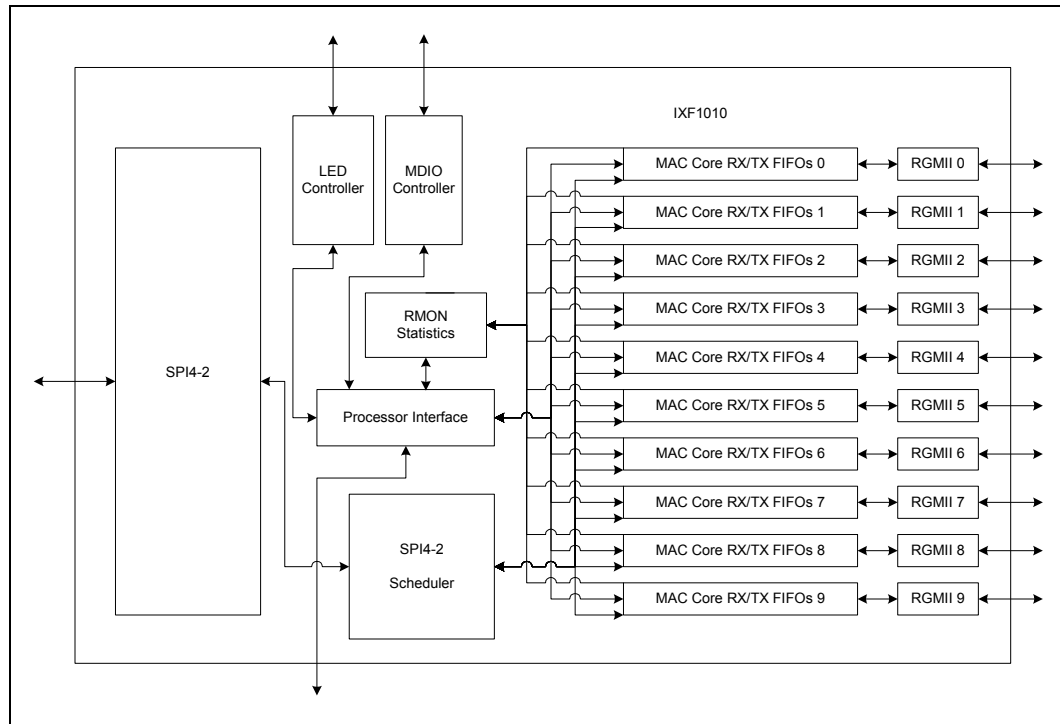 IXF1010
LED
Controller
MDIO
Controller
MAC Core RX/TX FIFOs 0
RGMII 0
MAC Core RX/TX FIFOs 1
RGMII 1
MAC Core RX/TX FIFOs 2
RGMII 2
RMON
Statistics
MAC Core RX/TX FIFOs 3
RGMII 3
MAC Core RX/TX FIFOs 4
RGMII 4
SPI4-2
Processor Interface
MAC Core RX/TX FIFOs 5
RGMII 5
MAC Core RX/TX FIFOs 6
RGMII 6
MAC Core RX/TX FIFOs 7
RGMII 7
SPI4-2
Scheduler
MAC Core RX/TX FIFOs 8
RGMII 8
MAC Core RX/TX FIFOs 9
RGMII 9